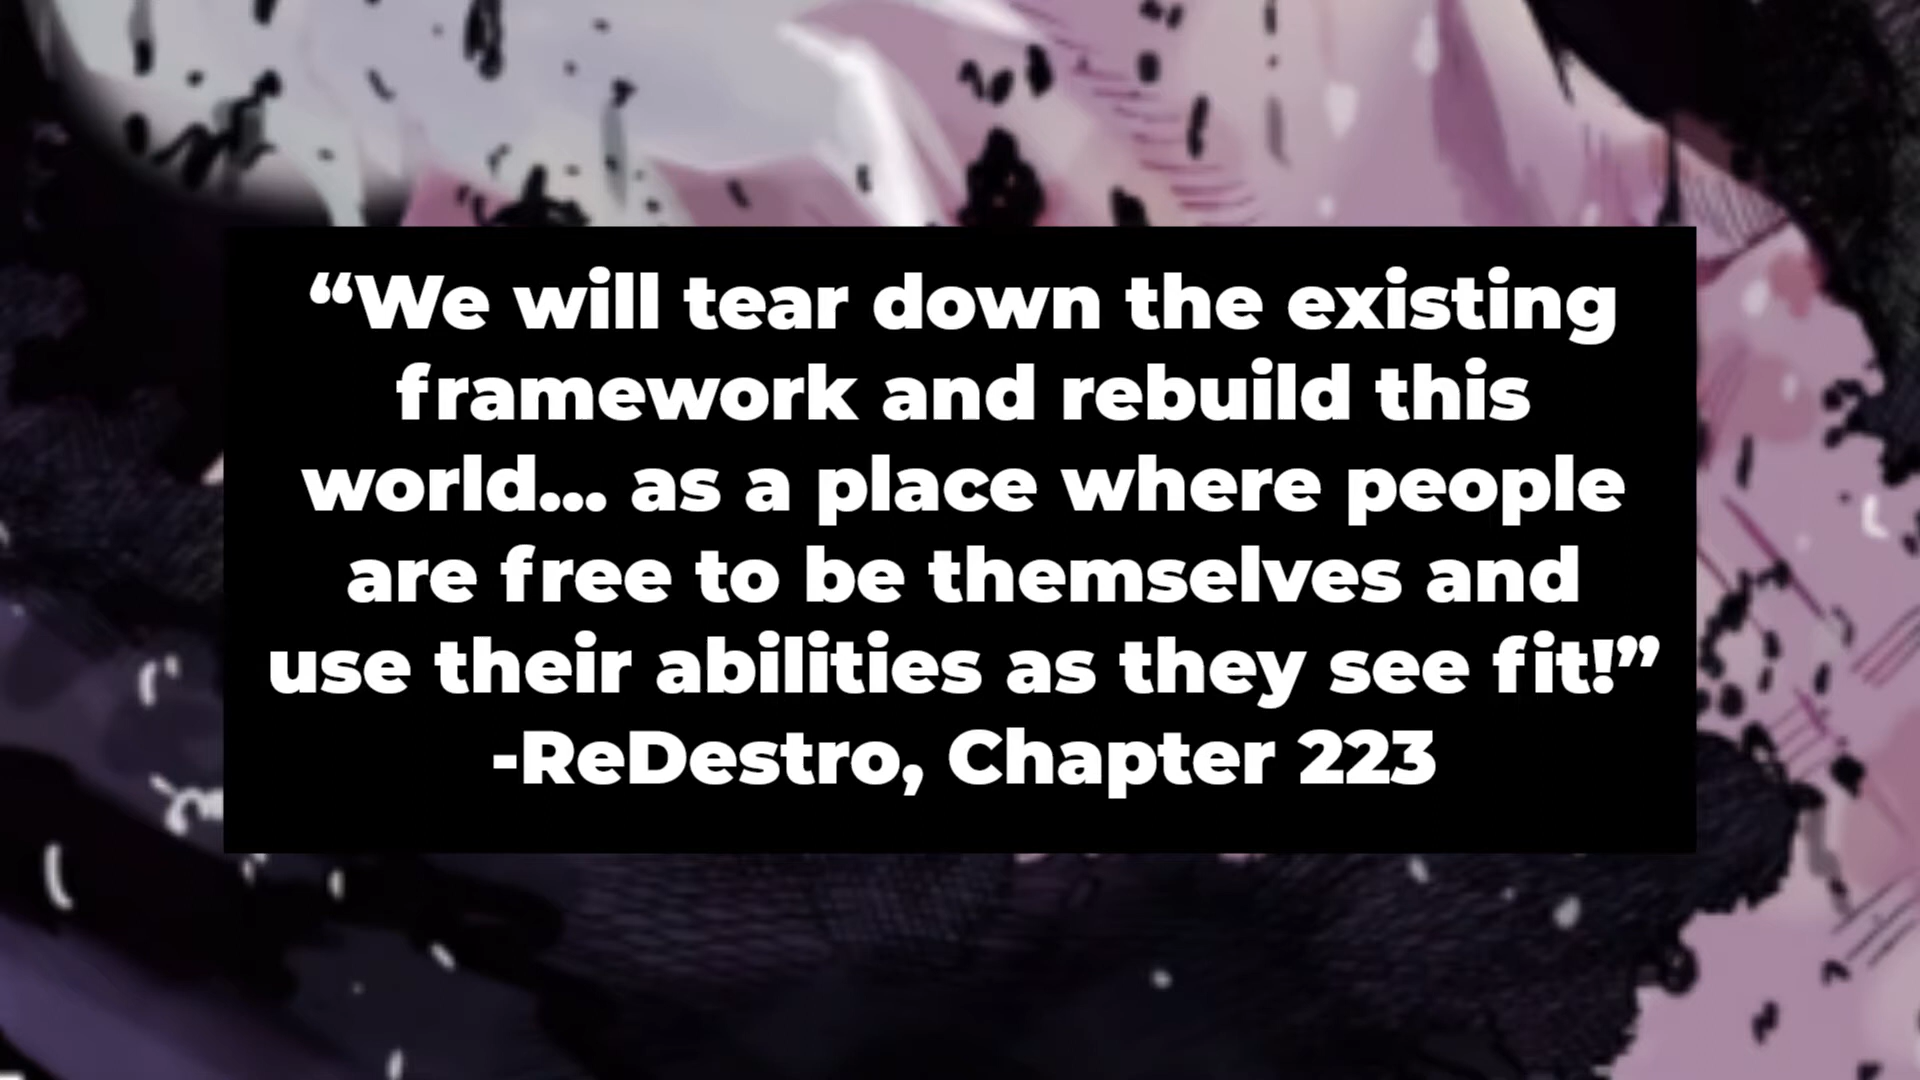 “We will tear down the existing
framework and rebuild this
world... as a place where people
are free to be themselves and
use their abilities as they see fit!”
-ReDestro, Chapter 223